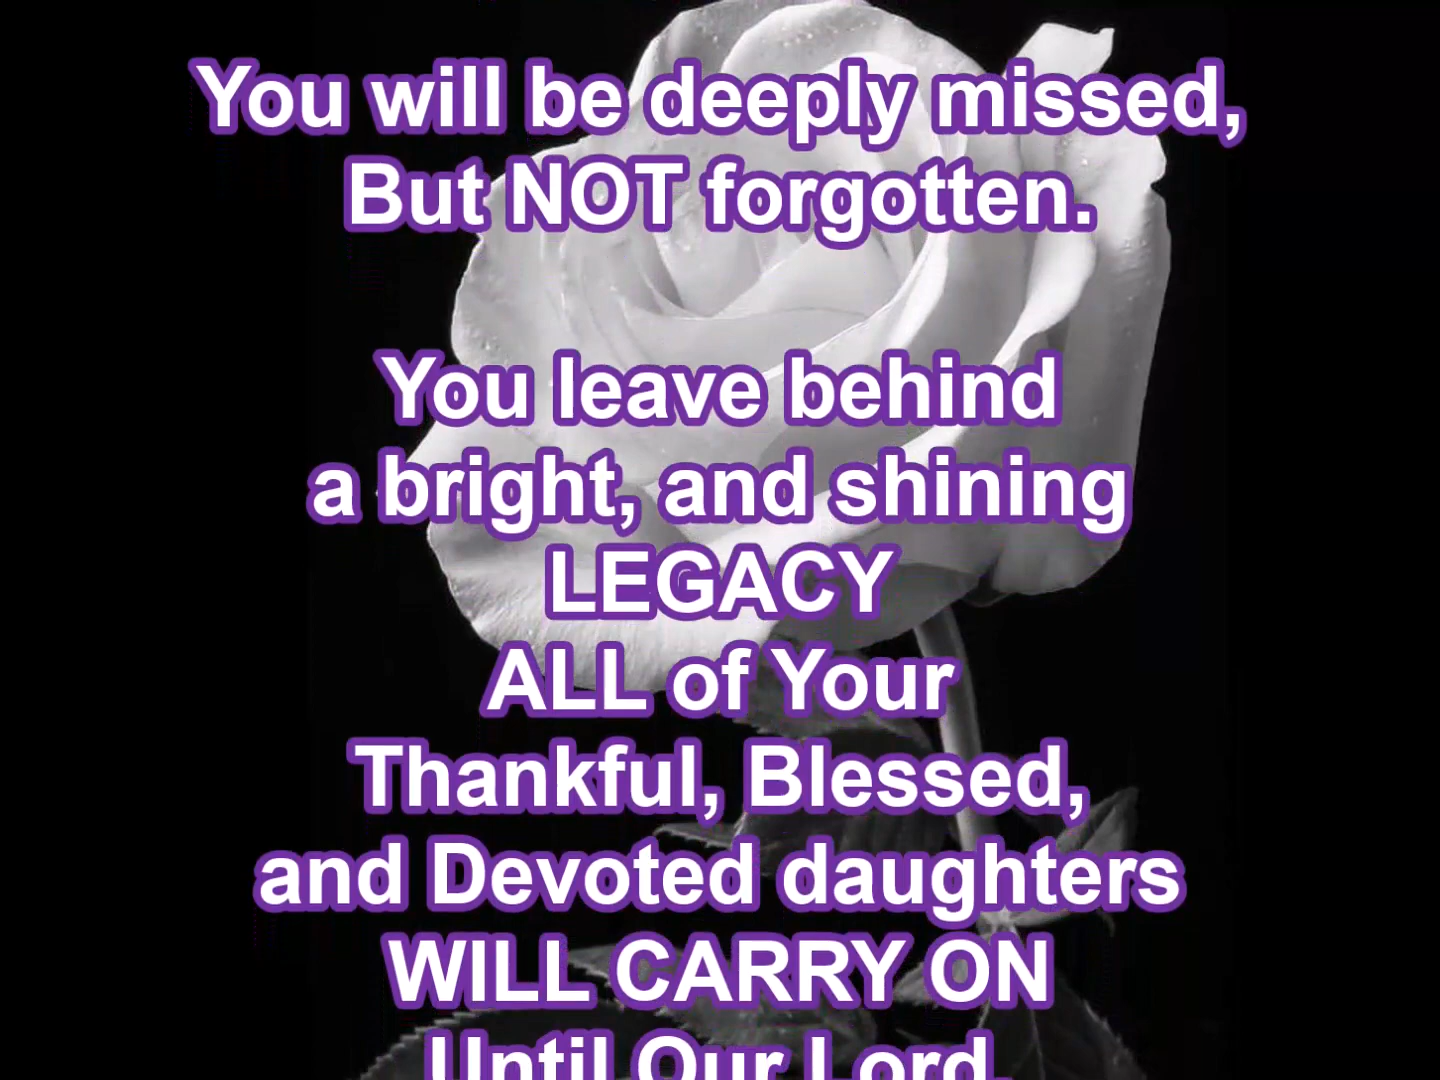 You will be deeply missed,
But NOT forgotten.
You leave behind
a bright, and shining
LEGACY
ALL of Your
Thankful, Blessed,
and Devoted daughters
WILL CARRY ON
Until Our Lord,